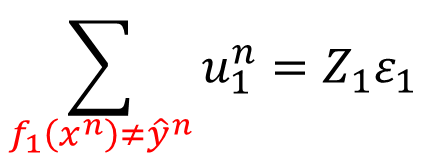 ∑ u₁ⁿ = Z₁ε₁
f₁(xⁿ)≠ŷⁿ